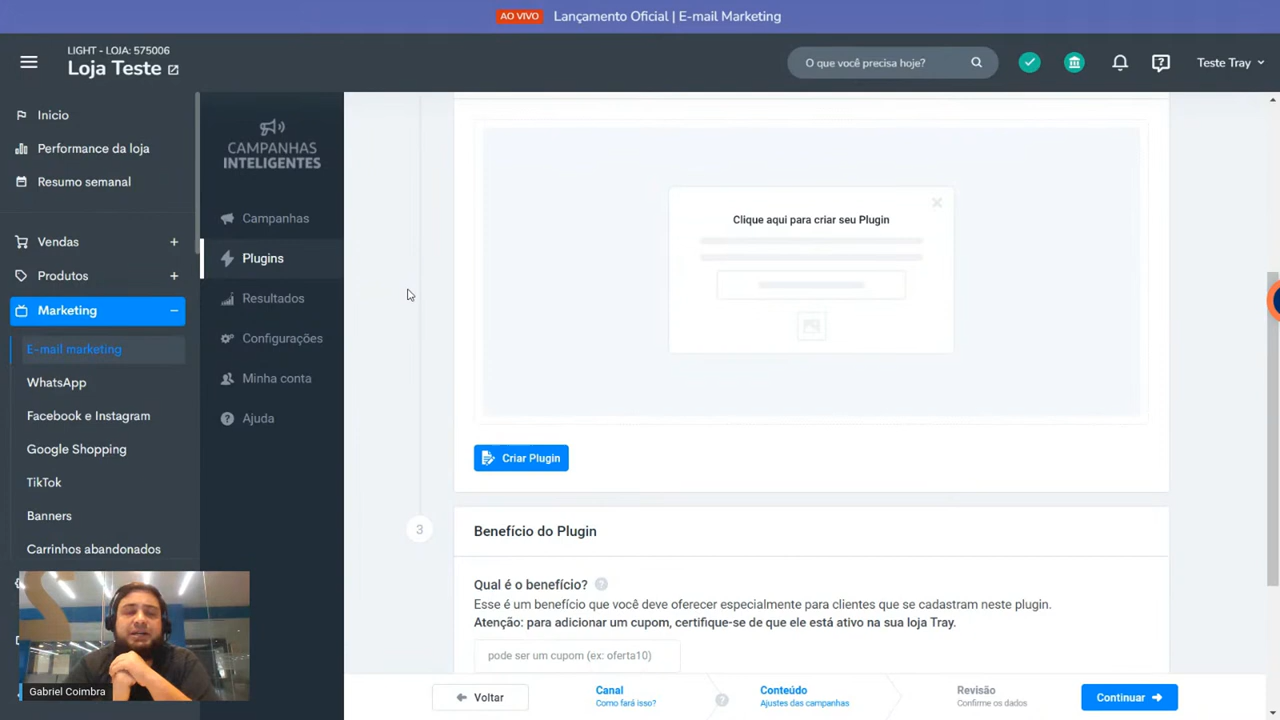 AO VIVO Lançamento Oficial | E-mail Marketing
LIGHT - LOJA: 575006
Loja Teste
O que você precisa hoje?
Teste Tray
Inicio
Performance da loja
Resumo semanal
Vendas
Produtos
Marketing
E-mail marketing
WhatsApp
Facebook e Instagram
Google Shopping
TikTok
Banners
Carrinhos abandonados
CAMPANHAS
INTELIGENTES
Campanhas
Plugins
Resultados
Configurações
Minha conta
Ajuda
Clique aqui para criar seu Plugin
Criar Plugin
3
Benefício do Plugin
Qual é o benefício?
Esse é um benefício que você deve oferecer especialmente para clientes que se cadastram neste plugin.
Atenção: para adicionar um cupom, certifique-se de que ele está ativo na sua loja Tray.
pode ser um cupom (ex: oferta10)
Voltar
Canal
Como fará isso?
Conteúdo
Ajustes das campanhas
Revisão
Confirme os dados
Continuar
Gabriel Coimbra